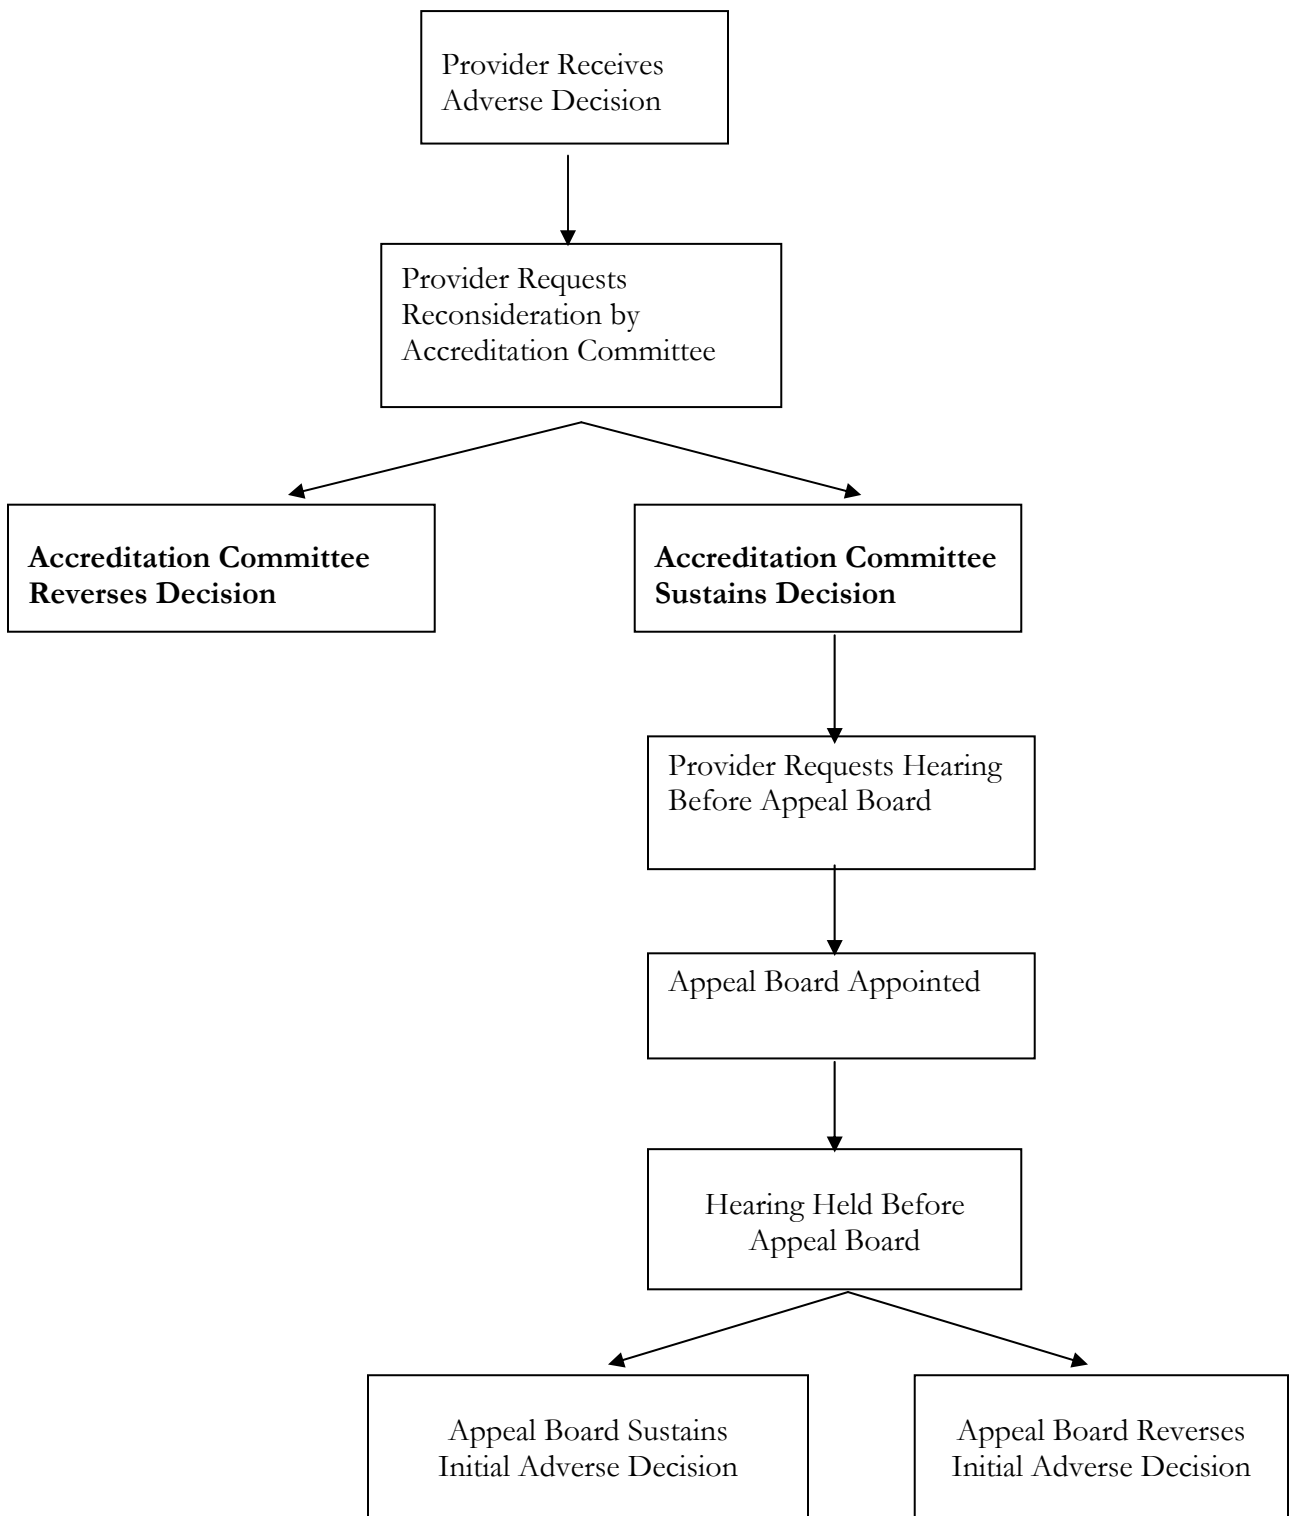 Provider Receives
Adverse Decision
Provider Requests
Reconsideration by
Accreditation Committee
Accreditation Committee
Reverses Decision
Accreditation Committee
Sustains Decision
Provider Requests Hearing
Before Appeal Board
Appeal Board Appointed
Hearing Held Before
Appeal Board
Appeal Board Sustains
Initial Adverse Decision
Appeal Board Reverses
Initial Adverse Decision